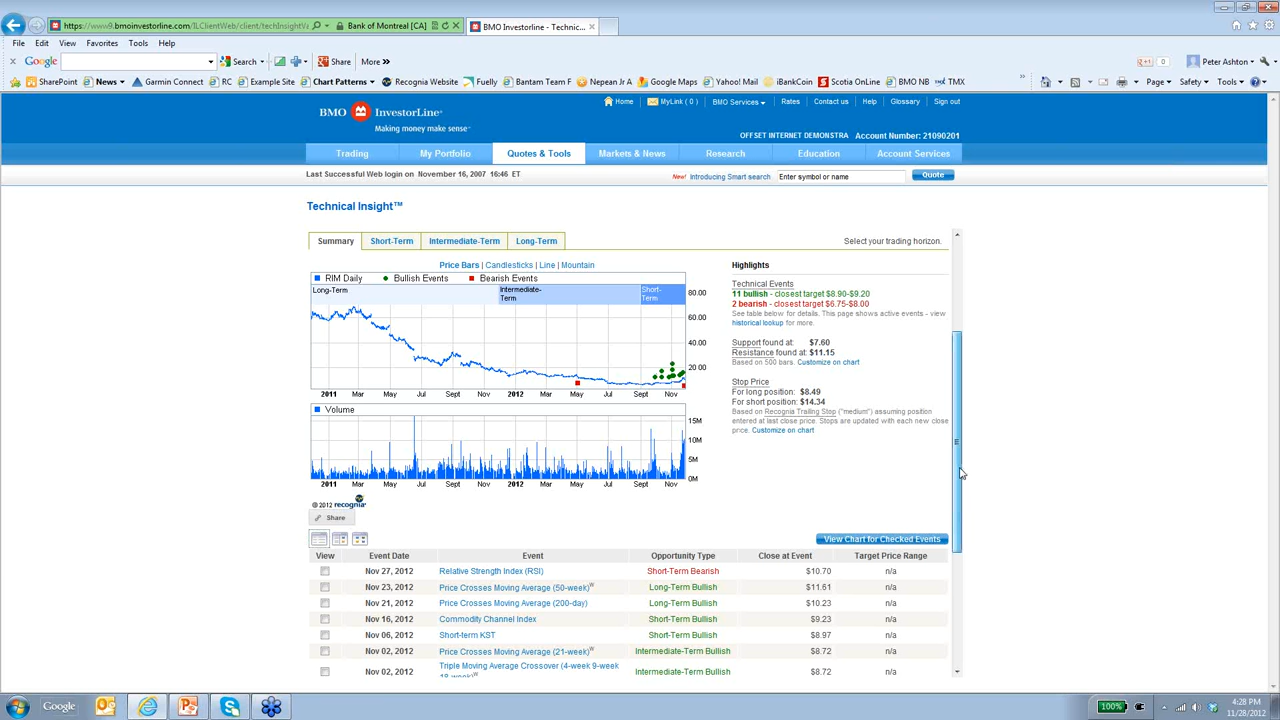 https://www9.bmoinvestorline.com/ILClientWeb/client/techInsightV
Bank of Montreal [CA]
BMO Investorline - Technic...
File Edit View Favorites Tools Help
Google Search Share More »
Peter Ashton
SharePoint News Garmin Connect RC Example Site Chart Patterns Recognia Website Fuelly Bantam Team F Nepean Jr A Google Maps Yahoo! Mail iBankCoin Scotia OnLine BMO NB TMX » Page Safety Tools
Home MyLink ( 0 ) BMO Services Rates Contact us Help Glossary Sign out
BMO InvestorLine®
Making money make sense®
OFFSET INTERNET DEMONSTRA Account Number: 21090201
Trading My Portfolio Quotes & Tools Markets & News Research Education Account Services
Last Successful Web login on November 16, 2007 16:46 ET
New! Introducing Smart search Enter symbol or name Quote
Technical Insight™
Summary Short-Term Intermediate-Term Long-Term Select your trading horizon.
Price Bars | Candlesticks | Line | Mountain
RIM Daily Bullish Events Bearish Events
Long-Term Intermediate-Term Short-Term
80.00
60.00
40.00
20.00
2011 Mar May Jul Sept Nov 2012 Mar May Jul Sept Nov
Volume
15M
10M
5M
0M
2011 Mar May Jul Sept Nov 2012 Mar May Jul Sept Nov
© 2012 recognia
Share
Highlights
Technical Events
11 bullish - closest target $8.90-$9.20
2 bearish - closest target $6.75-$8.00
See table below for details. This page shows active events - view
historical lookup for more.
Support found at: $7.60
Resistance found at: $11.15
Based on 500 bars. Customize on chart
Stop Price
For long position: $8.49
For short position: $14.34
Based on Recognia Trailing Stop ("medium") assuming position
entered at last close price. Stops are updated with each new close
price. Customize on chart
View Chart for Checked Events
View Event Date Event Opportunity Type Close at Event Target Price Range
Nov 27, 2012 Relative Strength Index (RSI) Short-Term Bearish $10.70 n/a
Nov 23, 2012 Price Crosses Moving Average (50-week)W Long-Term Bullish $11.61 n/a
Nov 21, 2012 Price Crosses Moving Average (200-day) Long-Term Bullish $10.23 n/a
Nov 16, 2012 Commodity Channel Index Short-Term Bullish $9.23 n/a
Nov 06, 2012 Short-term KST Short-Term Bullish $8.97 n/a
Nov 02, 2012 Price Crosses Moving Average (21-week)W Intermediate-Term Bullish $8.72 n/a
Nov 02, 2012 Triple Moving Average Crossover (4-week 9-week 18-week)W Intermediate-Term Bullish $8.72 n/a
Google
100%
4:28 PM
11/28/2012